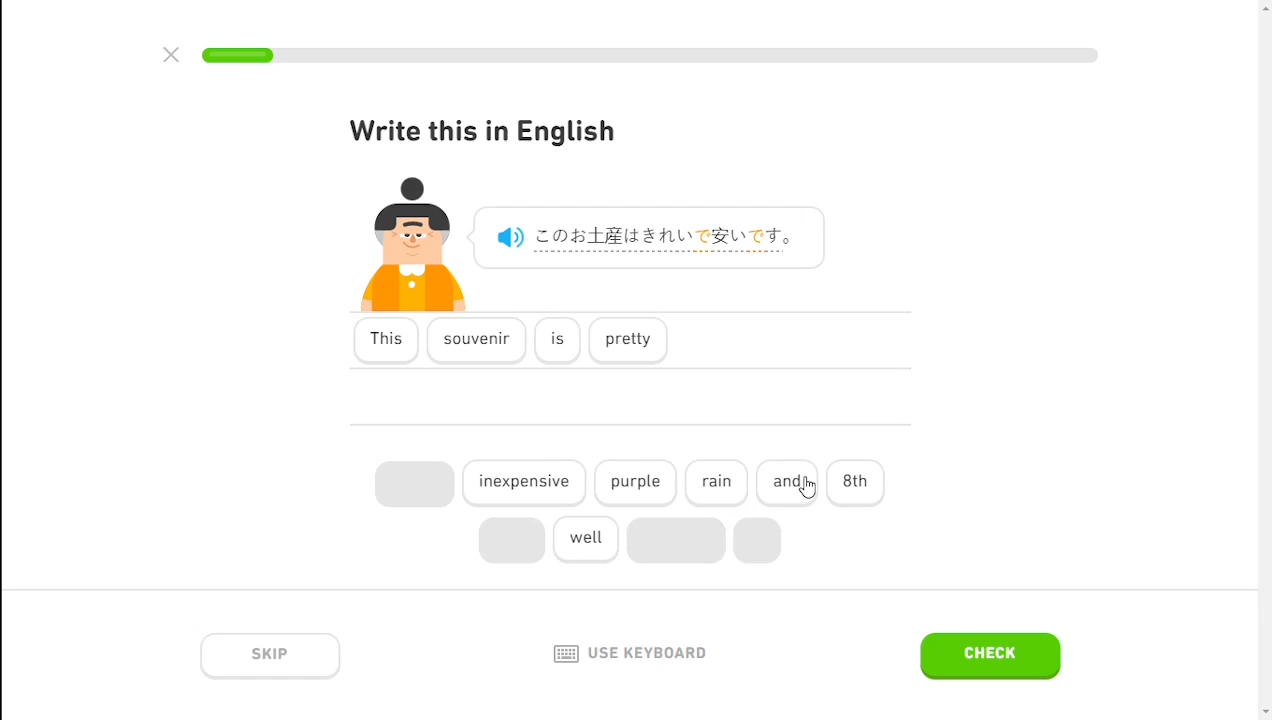 Write this in English
このお土産はきれいで安いです。
This souvenir is pretty
inexpensive purple rain and 8th
well
SKIP USE KEYBOARD CHECK